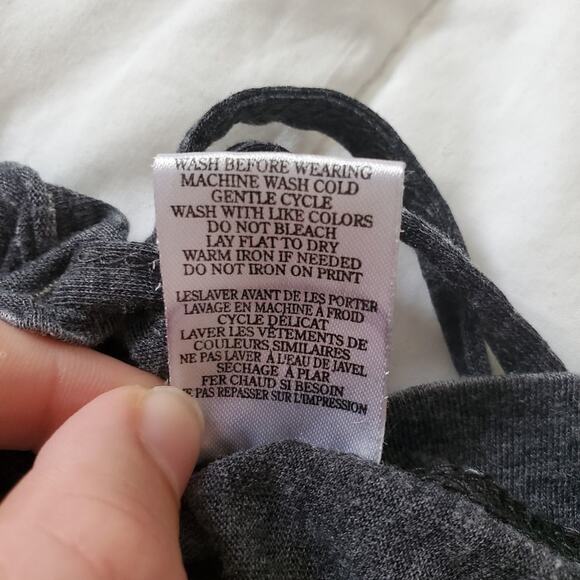 WASH BEFORE WEARING
MACHINE WASH COLD
GENTLE CYCLE
WASH WITH LIKE COLORS
DO NOT BLEACH
LAY FLAT TO DRY
WARM IRON IF NEEDED
DO NOT IRON ON PRINT
LESLAVER AVANT DE LES PORTER
LAVAGE EN MACHINE À FROID
CYCLE DÉLICAT
LAVER LES VÊTEMENTS DE
COULEURS SIMILAIRES
NE PAS LAVER À L'EAU DE JAVEL
SECHAGE À PLAR
FER CHAUD SI BESOIN
NE PAS REPASSER SUR L'IMPRESSION